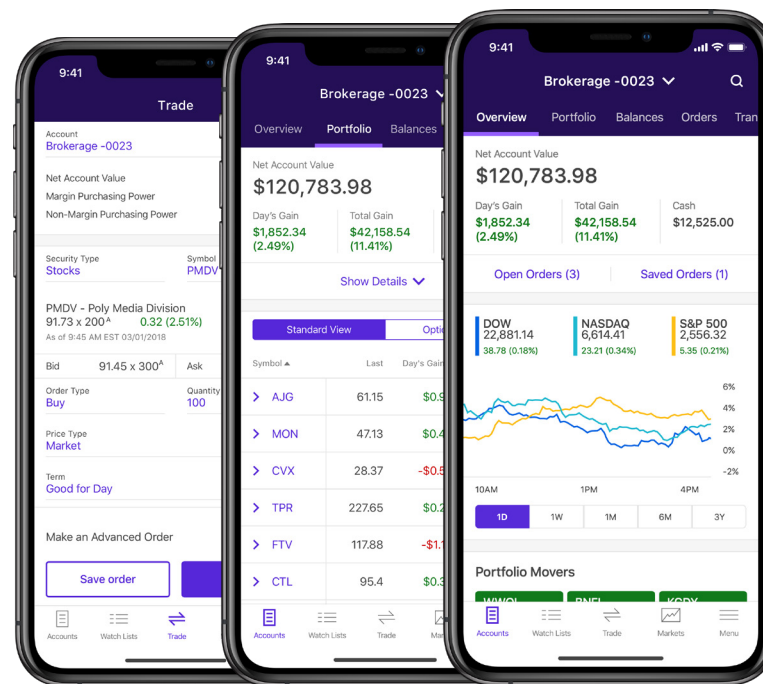 9:41
Trade
Account
Brokerage -0023
Net Account Value
Margin Purchasing Power
Non-Margin Purchasing Power
Security Type
Symbol
Stocks
PMDV
PMDV - Poly Media Division
91.73 x 200ᴬ 0.32 (2.51%)
As of 9:45 AM EST 03/01/2018
Bid 91.45 x 300ᴬ Ask
Order Type
Quantity
Buy
100
Price Type
Market
Term
Good for Day
Make an Advanced Order
Save order
Accounts Watch Lists Trade
9:41
Brokerage -0023
Overview Portfolio Balances
Net Account Value
$120,783.98
Day's Gain Total Gain
$1,852.34 $42,158.54
(2.49%) (11.41%)
Show Details
Standard View
Symbol Last Day's Gain
AJG 61.15
MON 47.13
CVX 28.37
TPR 227.65
FTV 117.88
CTL 95.4
Accounts Watch Lists Trade
9:41
Brokerage -0023
Overview Portfolio Balances Orders
Net Account Value
$120,783.98
Day's Gain Total Gain Cash
$1,852.34 $42,158.54 $12,525.00
(2.49%) (11.41%)
Open Orders (3) Saved Orders (1)
DOW NASDAQ S&P 500
22,881.14 6,614.41 2,556.32
38.78 (0.18%) 23.21 (0.34%) 5.35 (0.21%)
6%
4%
2%
0%
-2%
10AM 1PM 4PM
1D 1W 1M 6M 3Y
Portfolio Movers
Accounts Watch Lists Trade Markets Menu